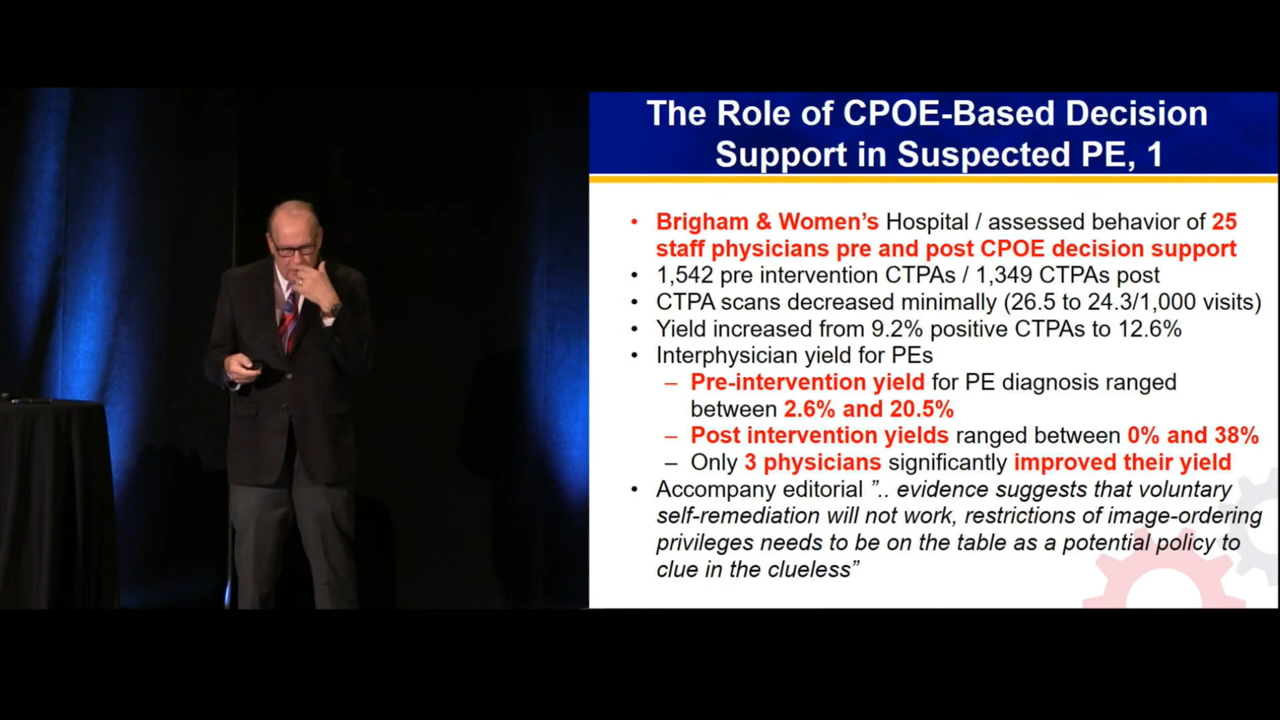 The Role of CPOE-Based Decision
Support in Suspected PE, 1
• Brigham & Women's Hospital / assessed behavior of 25
staff physicians pre and post CPOE decision support
• 1,542 pre intervention CTPAs / 1,349 CTPAs post
• CTPA scans decreased minimally (26.5 to 24.3/1,000 visits)
• Yield increased from 9.2% positive CTPAs to 12.6%
• Interphysician yield for PEs
– Pre-intervention yield for PE diagnosis ranged
between 2.6% and 20.5%
– Post intervention yields ranged between 0% and 38%
– Only 3 physicians significantly improved their yield
• Accompany editorial ”.. evidence suggests that voluntary
self-remediation will not work, restrictions of image-ordering
privileges needs to be on the table as a potential policy to
clue in the clueless”